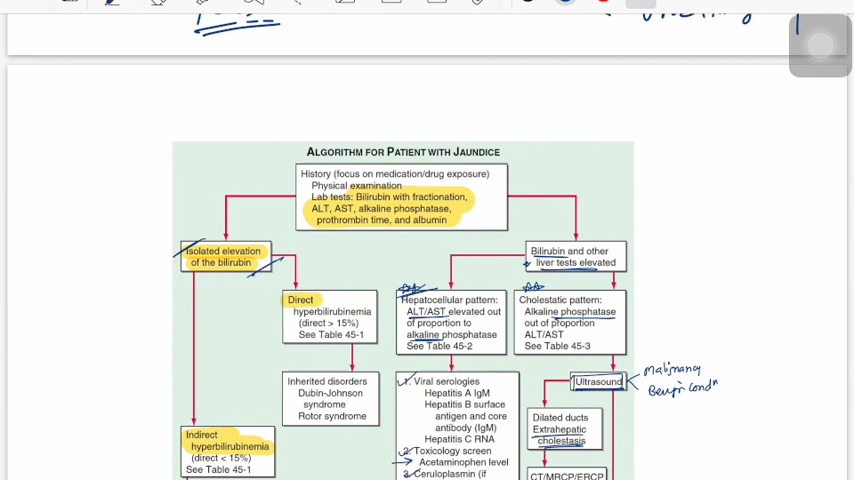 ALGORITHM FOR PATIENT WITH JAUNDICE
History (focus on medication/drug exposure)
Physical examination
Lab tests: Bilirubin with fractionation,
ALT, AST, alkaline phosphatase,
prothrombin time, and albumin
Isolated elevation
of the bilirubin
Bilirubin and other
liver tests elevated
Direct
hyperbilirubinemia
(direct > 15%)
See Table 45-1
Hepatocellular pattern:
ALT/AST elevated out
of proportion to
alkaline phosphatase
See Table 45-2
Cholestatic pattern:
Alkaline phosphatase
out of proportion
ALT/AST
See Table 45-3
Ultrasound
Malignancy
Benign Condn
Inherited disorders
Dubin-Johnson
syndrome
Rotor syndrome
1. Viral serologies
Hepatitis A IgM
Hepatitis B surface
antigen and core
antibody (IgM)
Hepatitis C RNA
2. Toxicology screen
Acetaminophen level
3. Ceruloplasmin (if
Dilated ducts
Extrahepatic
cholestasis
CT/MRCP/ERCP
Indirect
hyperbilirubinemia
(direct < 15%)
See Table 45-1